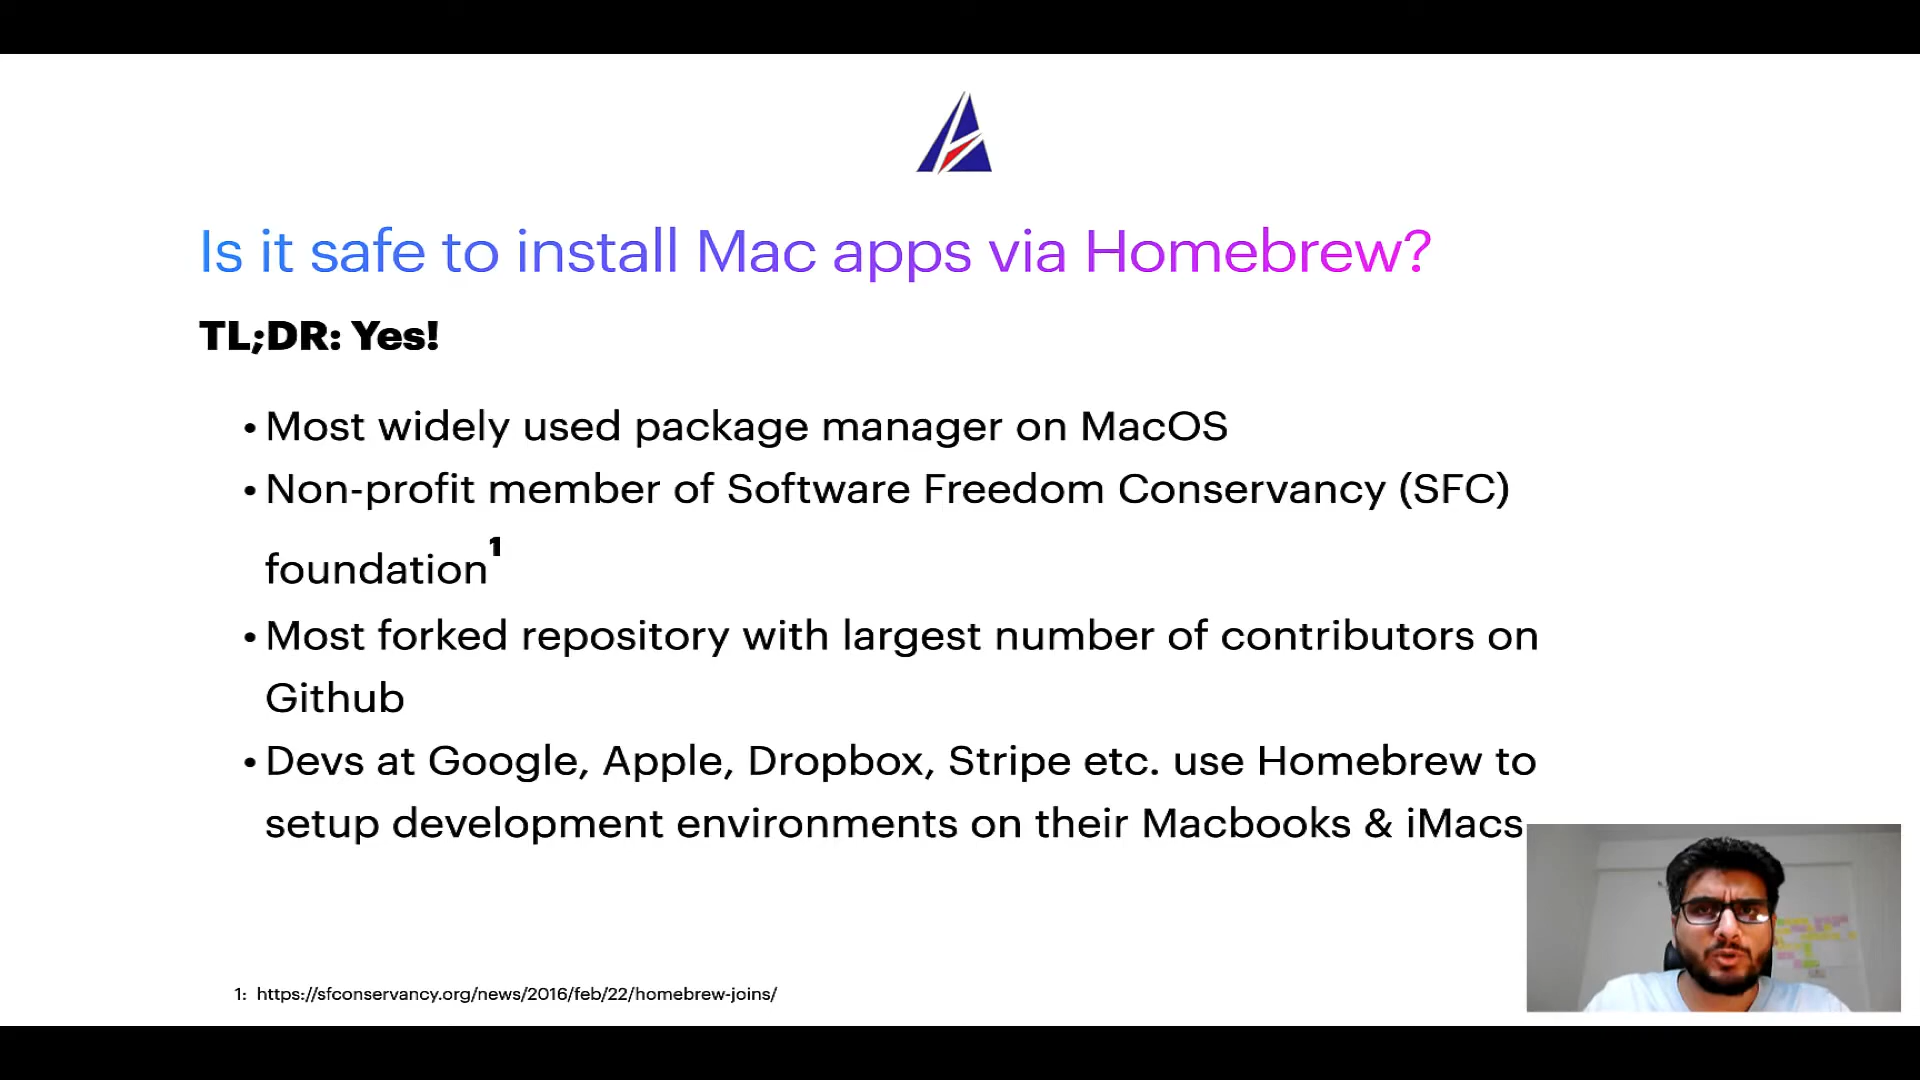 Is it safe to install Mac apps via Homebrew?
TL;DR: Yes!
• Most widely used package manager on MacOS
• Non-profit member of Software Freedom Conservancy (SFC)
foundation¹
• Most forked repository with largest number of contributors on
Github
• Devs at Google, Apple, Dropbox, Stripe etc. use Homebrew to
setup development environments on their Macbooks & iMacs
1: https://sfconservancy.org/news/2016/feb/22/homebrew-joins/